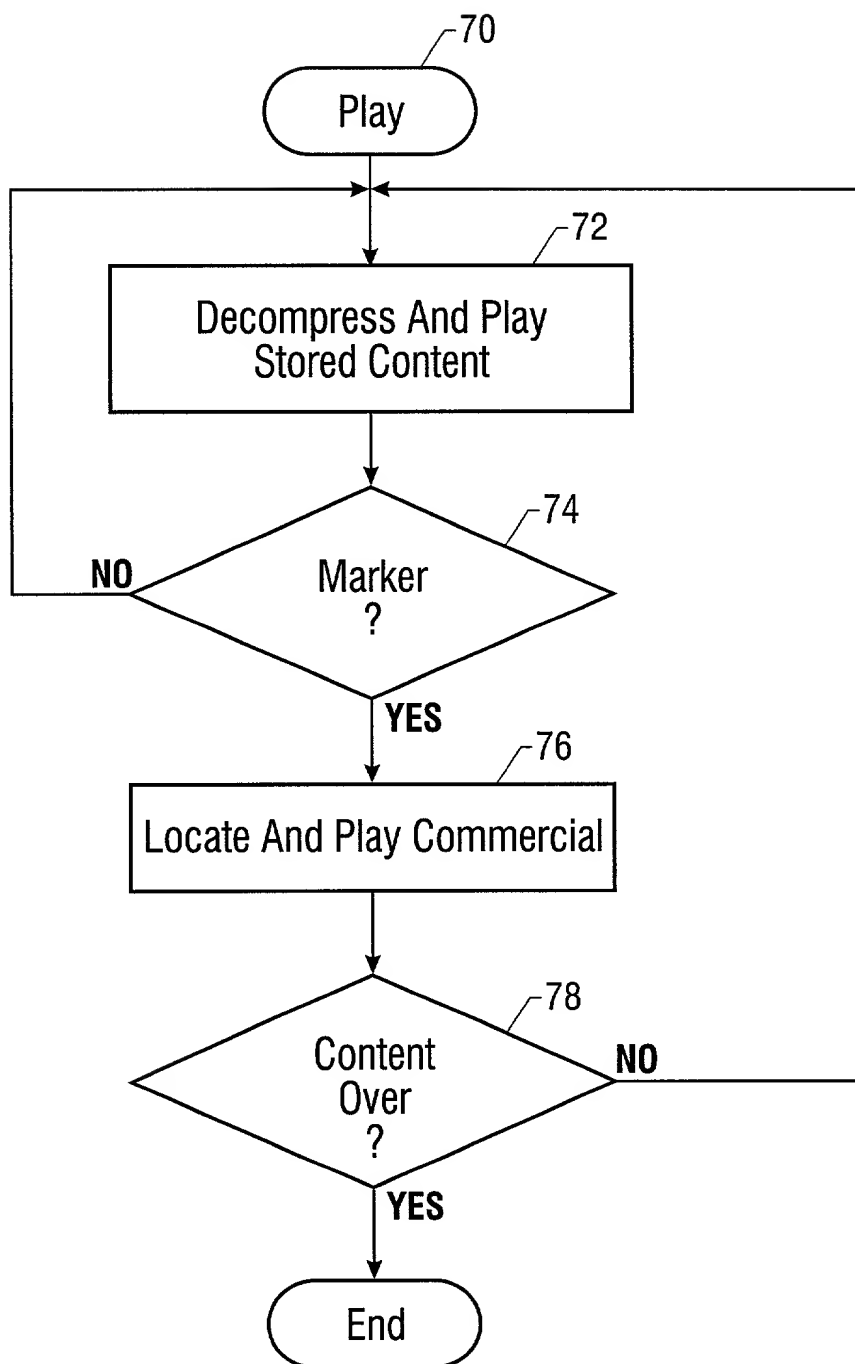 70
Play
72
Decompress And Play
Stored Content
74
Marker
?
NO
YES
76
Locate And Play Commercial
78
Content
Over
?
NO
YES
End